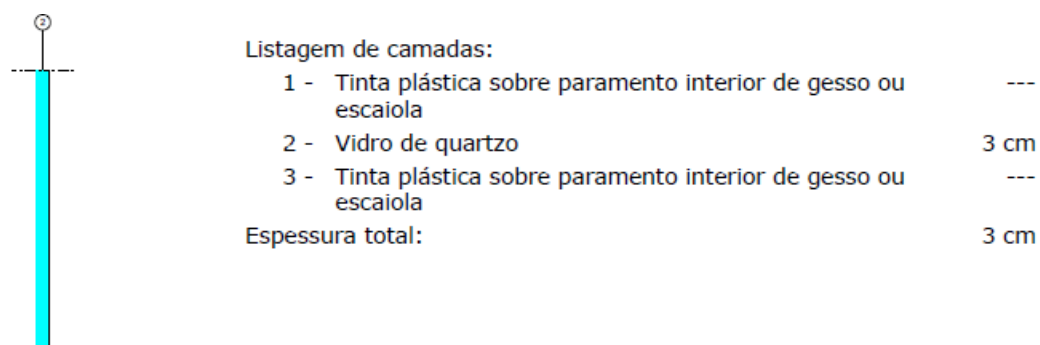 2
Listagem de camadas:
1 - Tinta plástica sobre paramento interior de gesso ou ---
escaiola
2 - Vidro de quartzo 3 cm
3 - Tinta plástica sobre paramento interior de gesso ou ---
escaiola
Espessura total: 3 cm